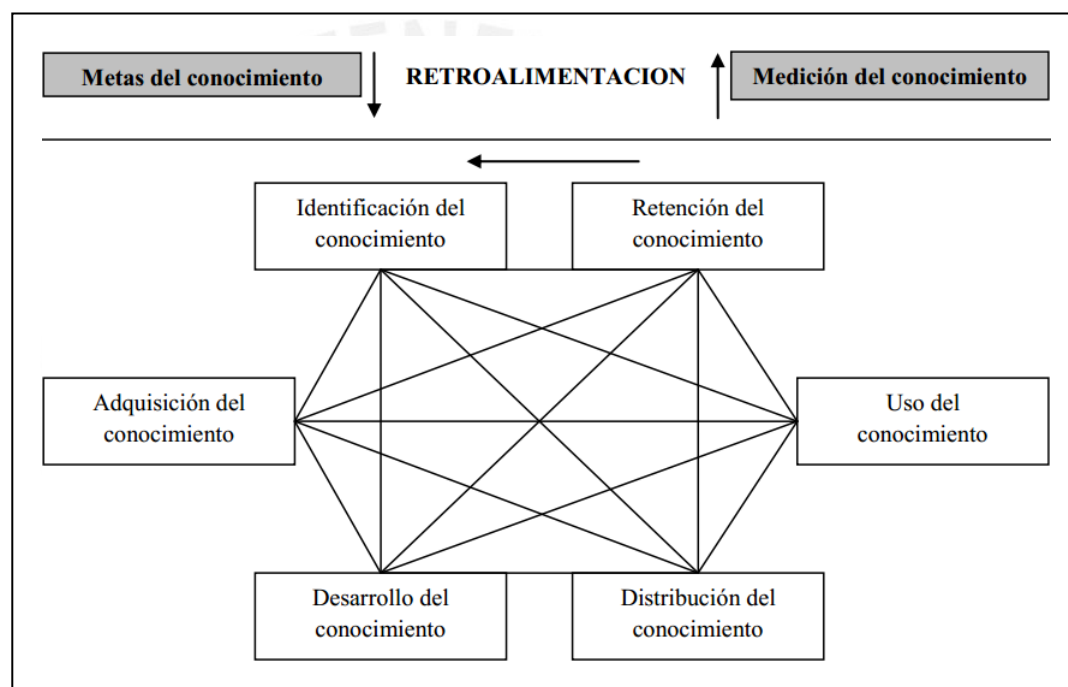 Metas del conocimiento
RETROALIMENTACION
Medición del conocimiento
Identificación del
conocimiento
Retención del
conocimiento
Adquisición del
conocimiento
Uso del
conocimiento
Desarrollo del
conocimiento
Distribución del
conocimiento